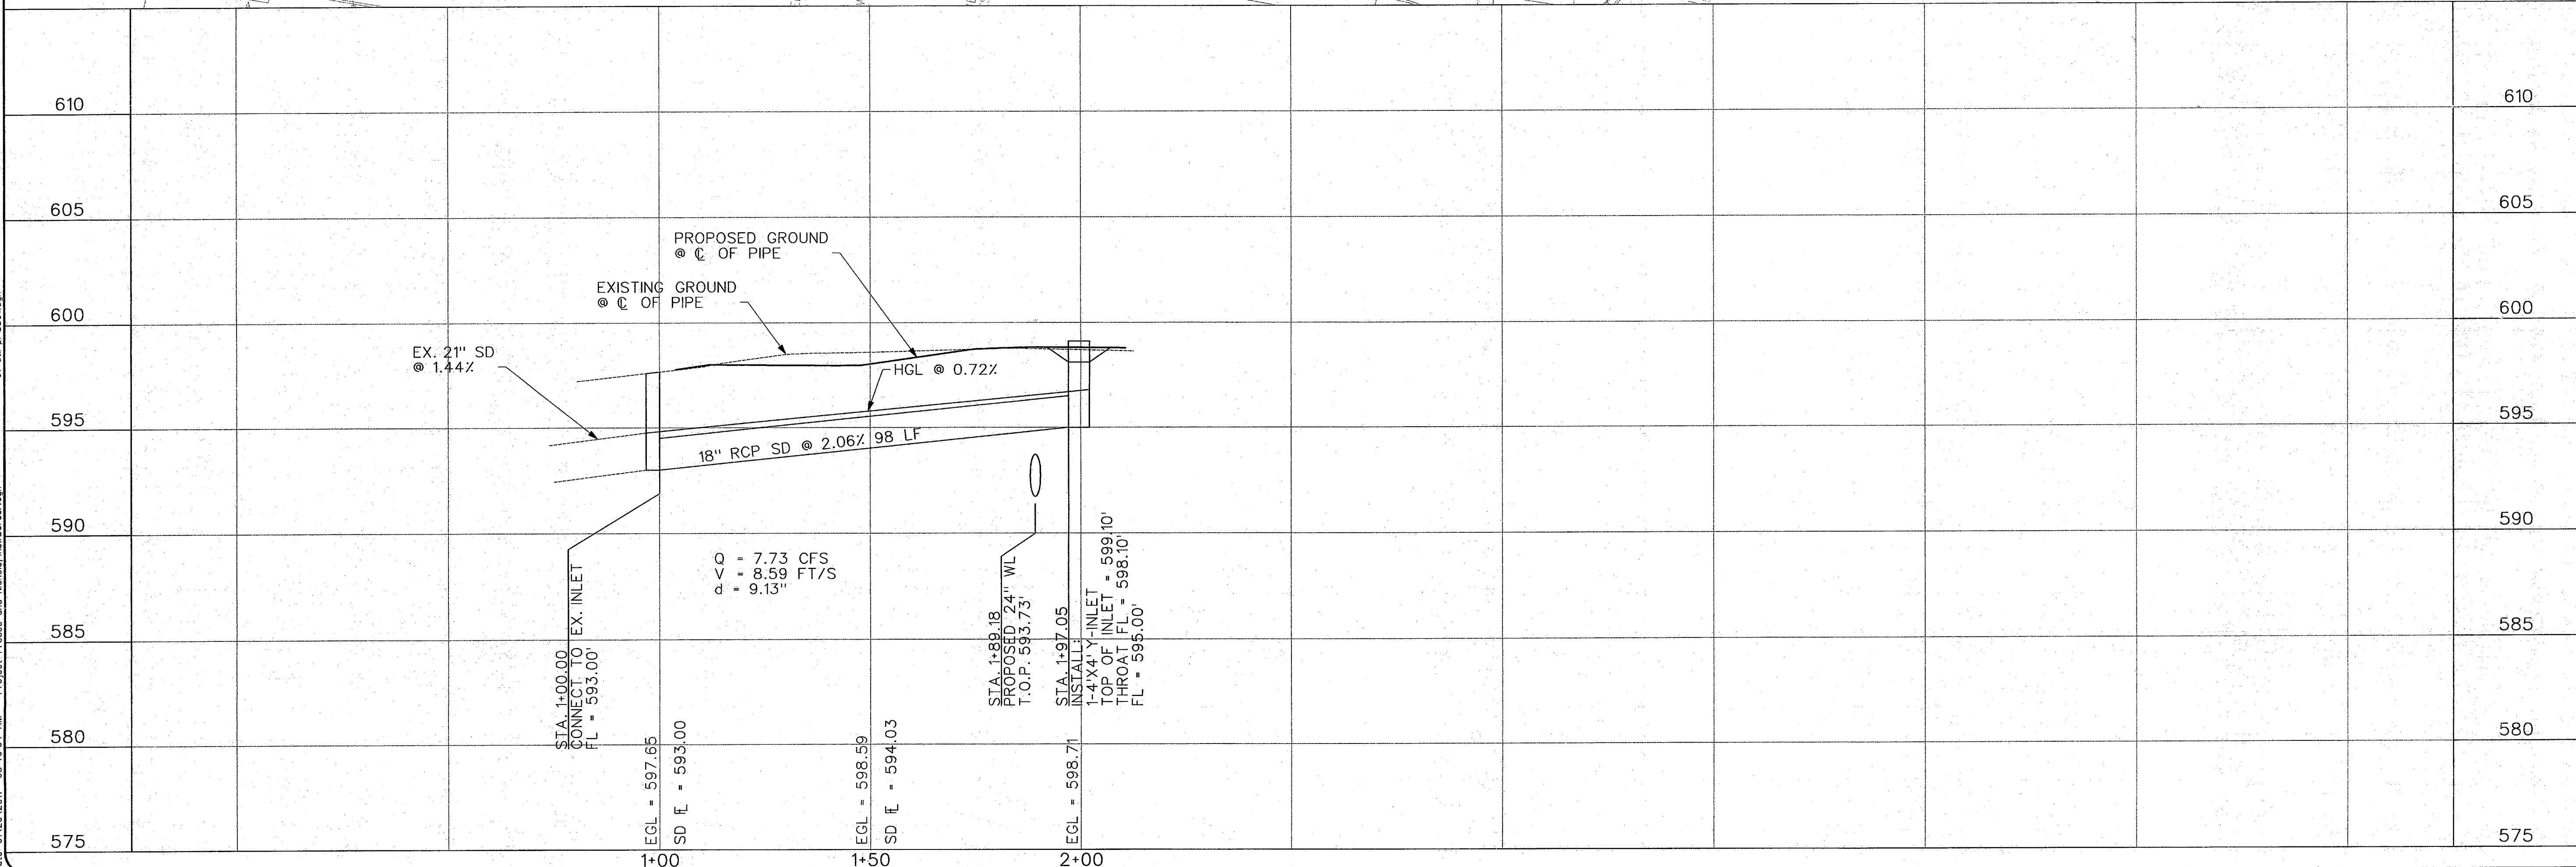 610
610
605
605
PROPOSED GROUND
@ ℄ OF PIPE
EXISTING GROUND
@ ℄ OF PIPE
600
600
EX. 21" SD
@ 1.44%
HGL @ 0.72%
595
595
18" RCP SD @ 2.06% 98 LF
590
590
Q = 7.73 CFS
V = 8.59 FT/S
d = 9.13"
585
585
STA. 1+00.00
CONNECT TO EX. INLET
FL = 593.00'
STA. 1+89.18
PROPOSED 24" WL
T.O.P. 593.73'
STA. 1+97.05
INSTALL:
1-4'X4' Y-INLET
TOP OF INLET = 599.10'
THROAT FL = 598.10'
FL = 595.00'
580
580
EGL = 597.65
SD FL = 593.00
EGL = 598.59
SD FL = 594.03
EGL = 598.71
575
575
1+00
1+50
2+00